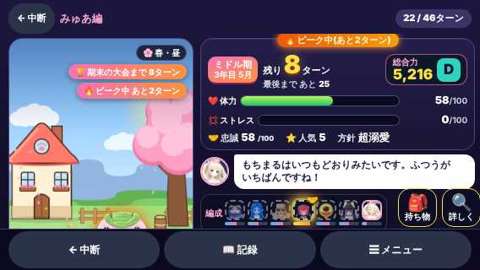 ← 中断
みゅあ編
22 / 46ターン
🌸 春・昼
🏆 期末の大会まで 8ターン
🔥 ピーク中 あと2ターン
🔥 ピーク中(あと2ターン)
ミドル期
3年目 5月
残り 8 ターン
最後まで あと 25
総合力
5,216 D
❤️ 体力 58/100
💢 ストレス 0/100
🤝 忠誠 58 /100 ⭐ 人気 5 方針 超溺愛
もちまるはいつもどおりみたいです。ふつうが
いちばんですね！
編成
🎒 持ち物
🔍 詳しく
← 中断
📖 記録
☰ メニュー